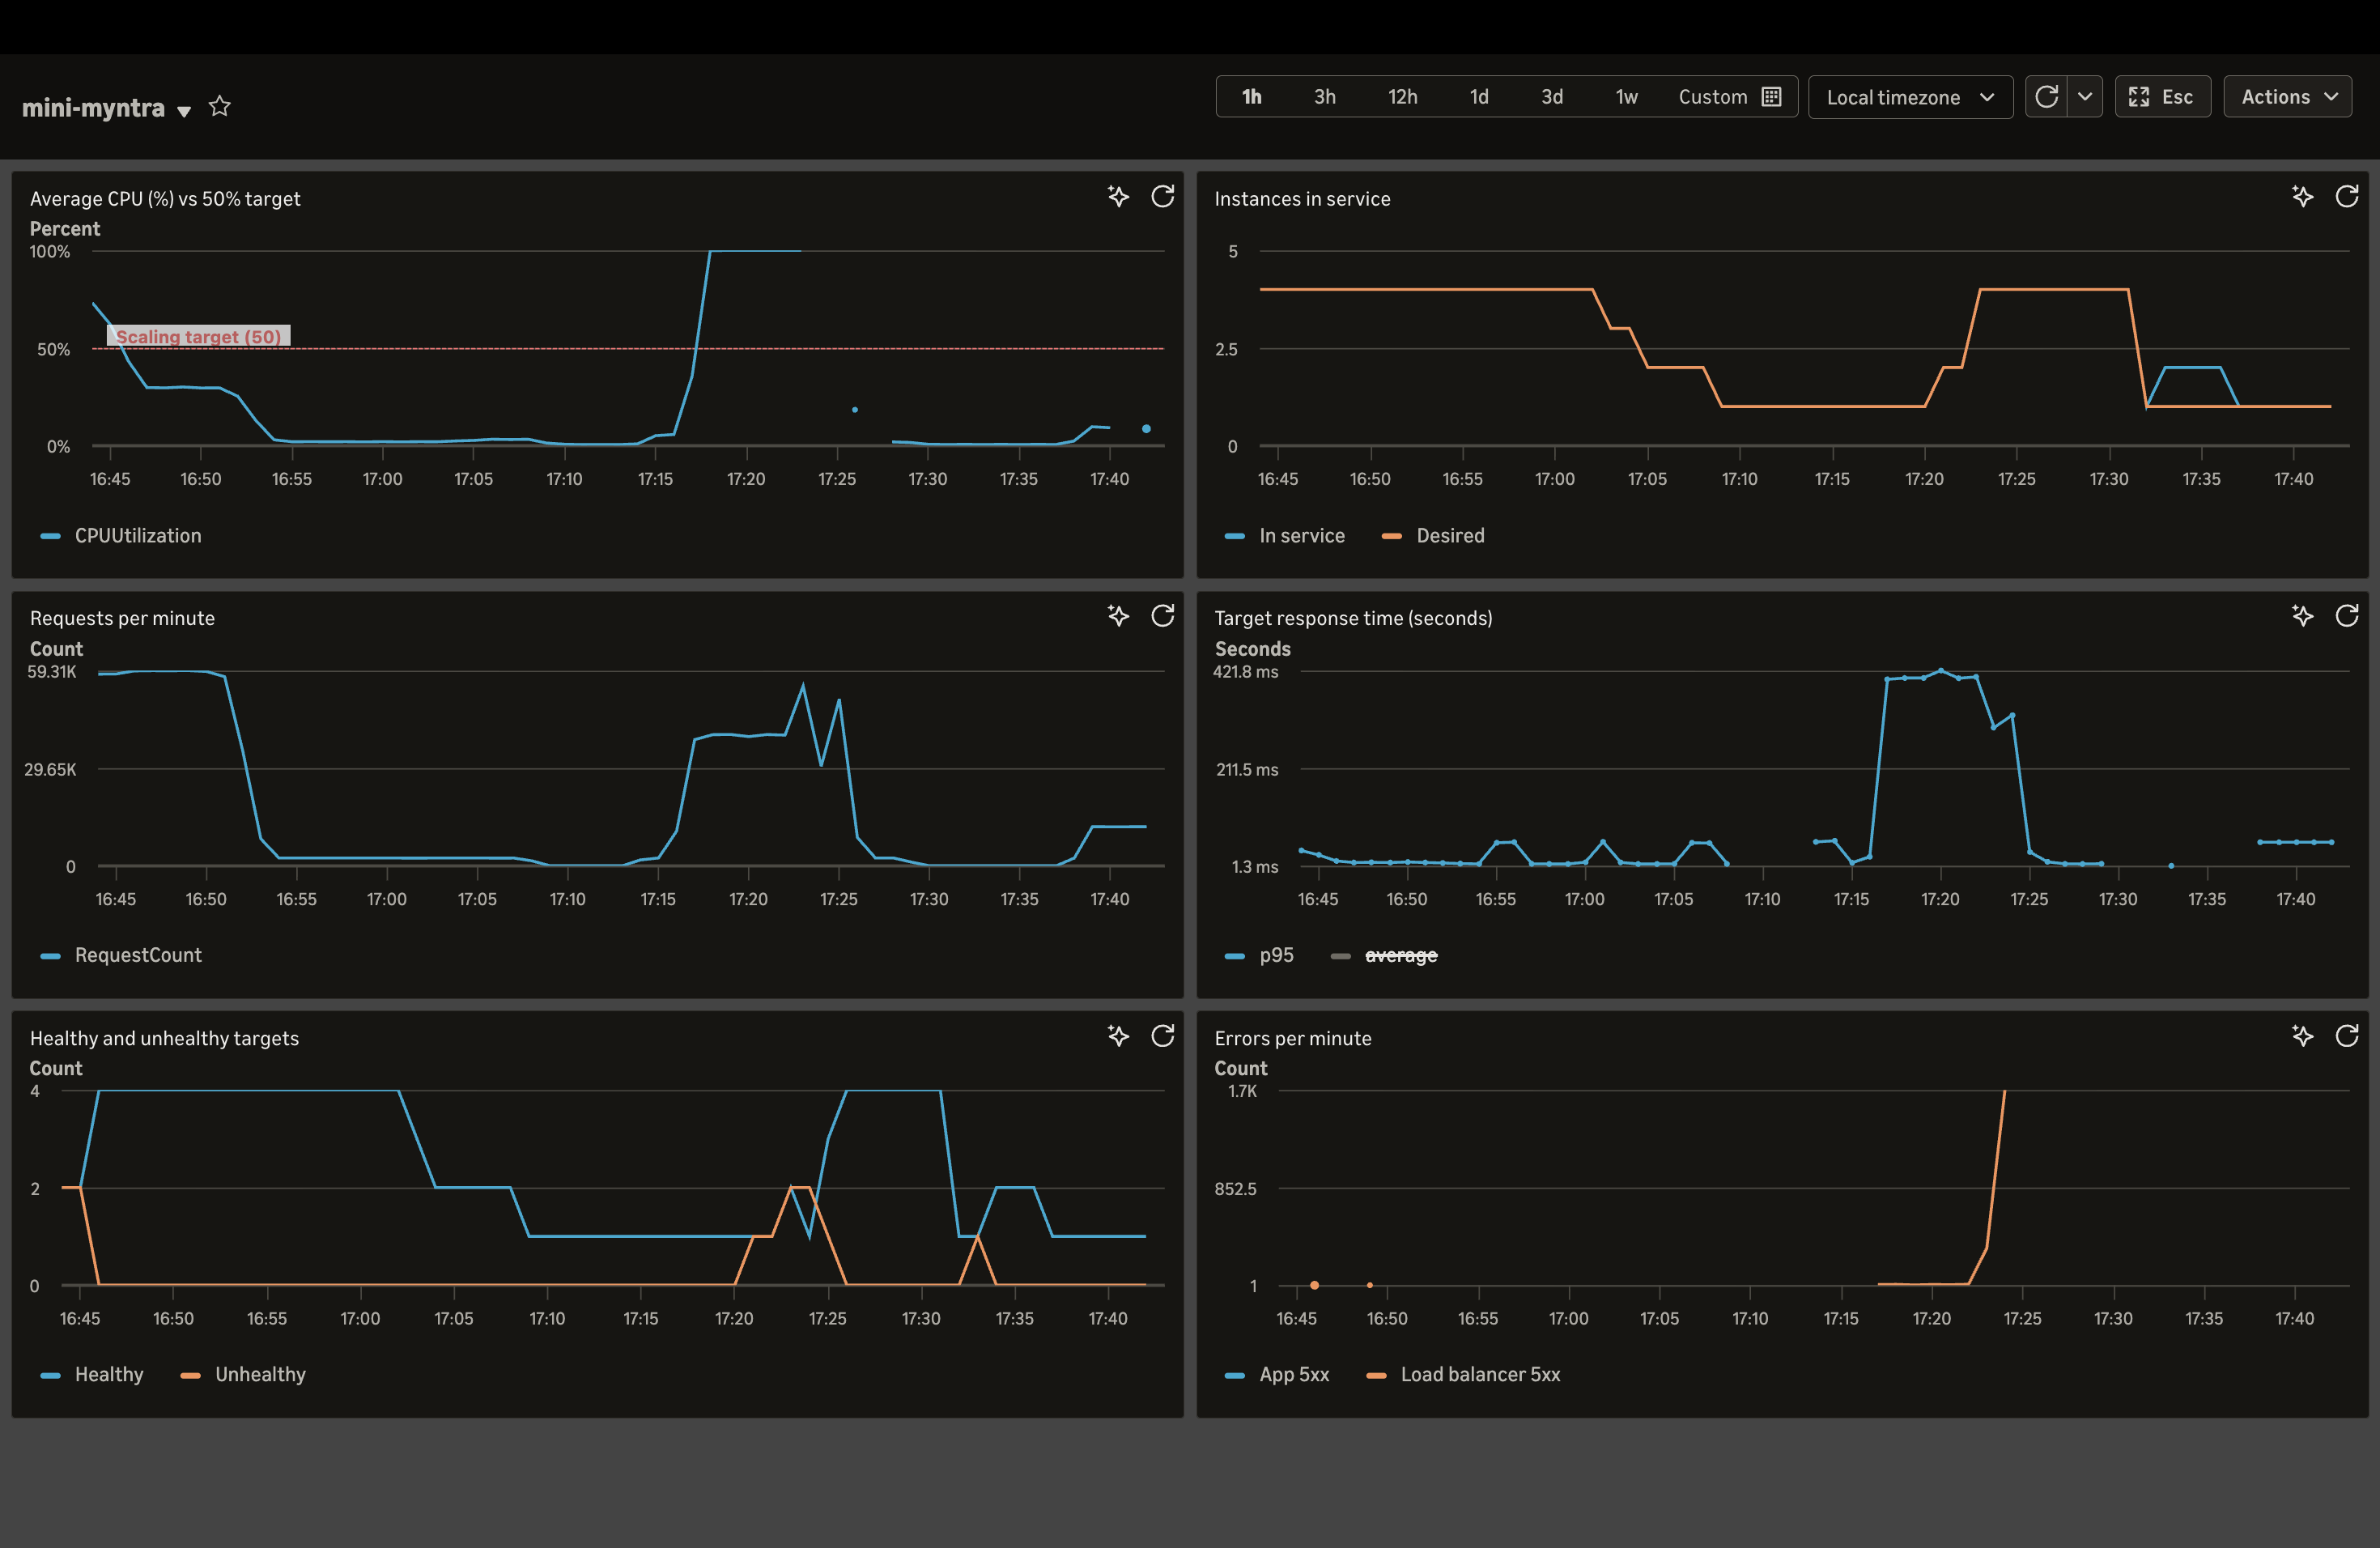 mini-myntra
1h 3h 12h 1d 3d 1w Custom Local timezone Esc Actions
Average CPU (%) vs 50% target
Percent
100%
50%
0%
Scaling target (50)
16:45 16:50 16:55 17:00 17:05 17:10 17:15 17:20 17:25 17:30 17:35 17:40
CPUUtilization
Instances in service
5
2.5
0
16:45 16:50 16:55 17:00 17:05 17:10 17:15 17:20 17:25 17:30 17:35 17:40
In service Desired
Requests per minute
Count
59.31K
29.65K
0
16:45 16:50 16:55 17:00 17:05 17:10 17:15 17:20 17:25 17:30 17:35 17:40
RequestCount
Target response time (seconds)
Seconds
421.8 ms
211.5 ms
1.3 ms
16:45 16:50 16:55 17:00 17:05 17:10 17:15 17:20 17:25 17:30 17:35 17:40
p95 average
Healthy and unhealthy targets
Count
4
2
0
16:45 16:50 16:55 17:00 17:05 17:10 17:15 17:20 17:25 17:30 17:35 17:40
Healthy Unhealthy
Errors per minute
Count
1.7K
852.5
1
16:45 16:50 16:55 17:00 17:05 17:10 17:15 17:20 17:25 17:30 17:35 17:40
App 5xx Load balancer 5xx